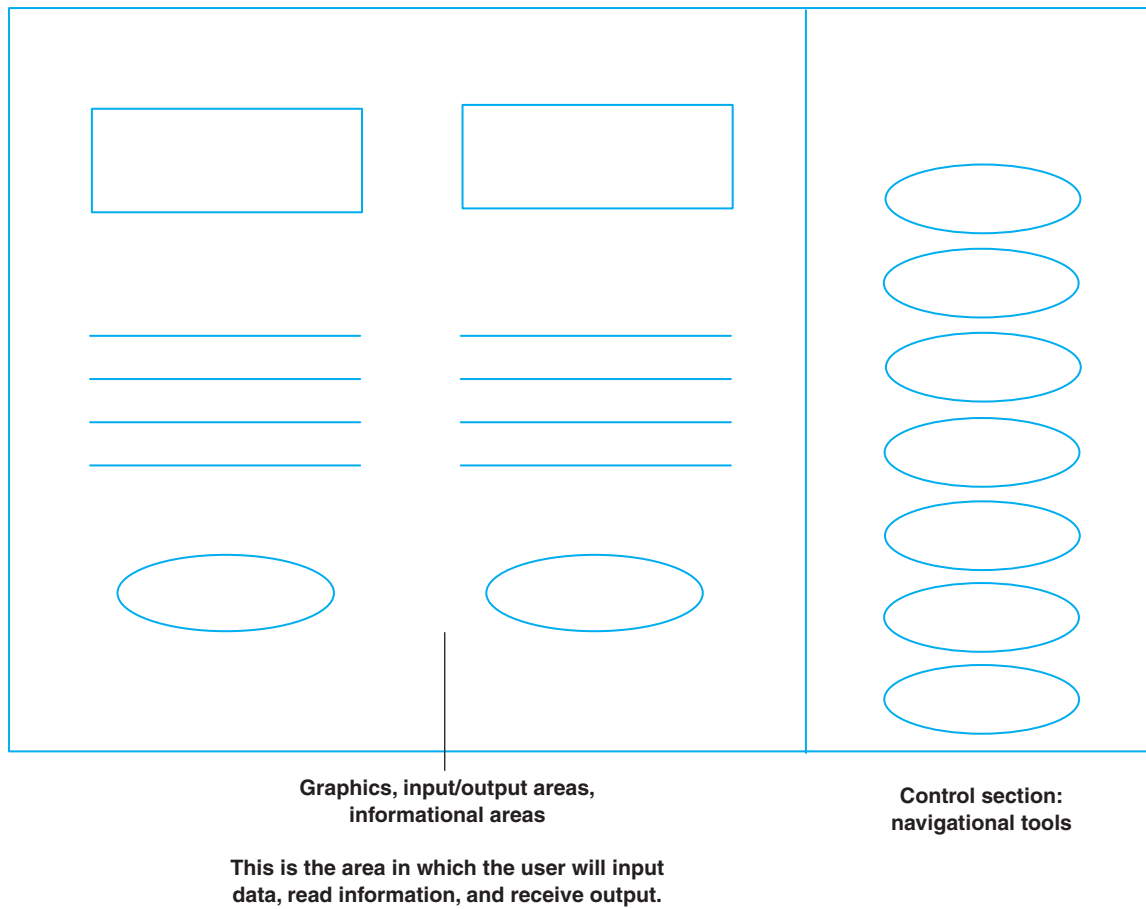 Graphics, input/output areas,
informational areas
This is the area in which the user will input
data, read information, and receive output.
Control section:
navigational tools